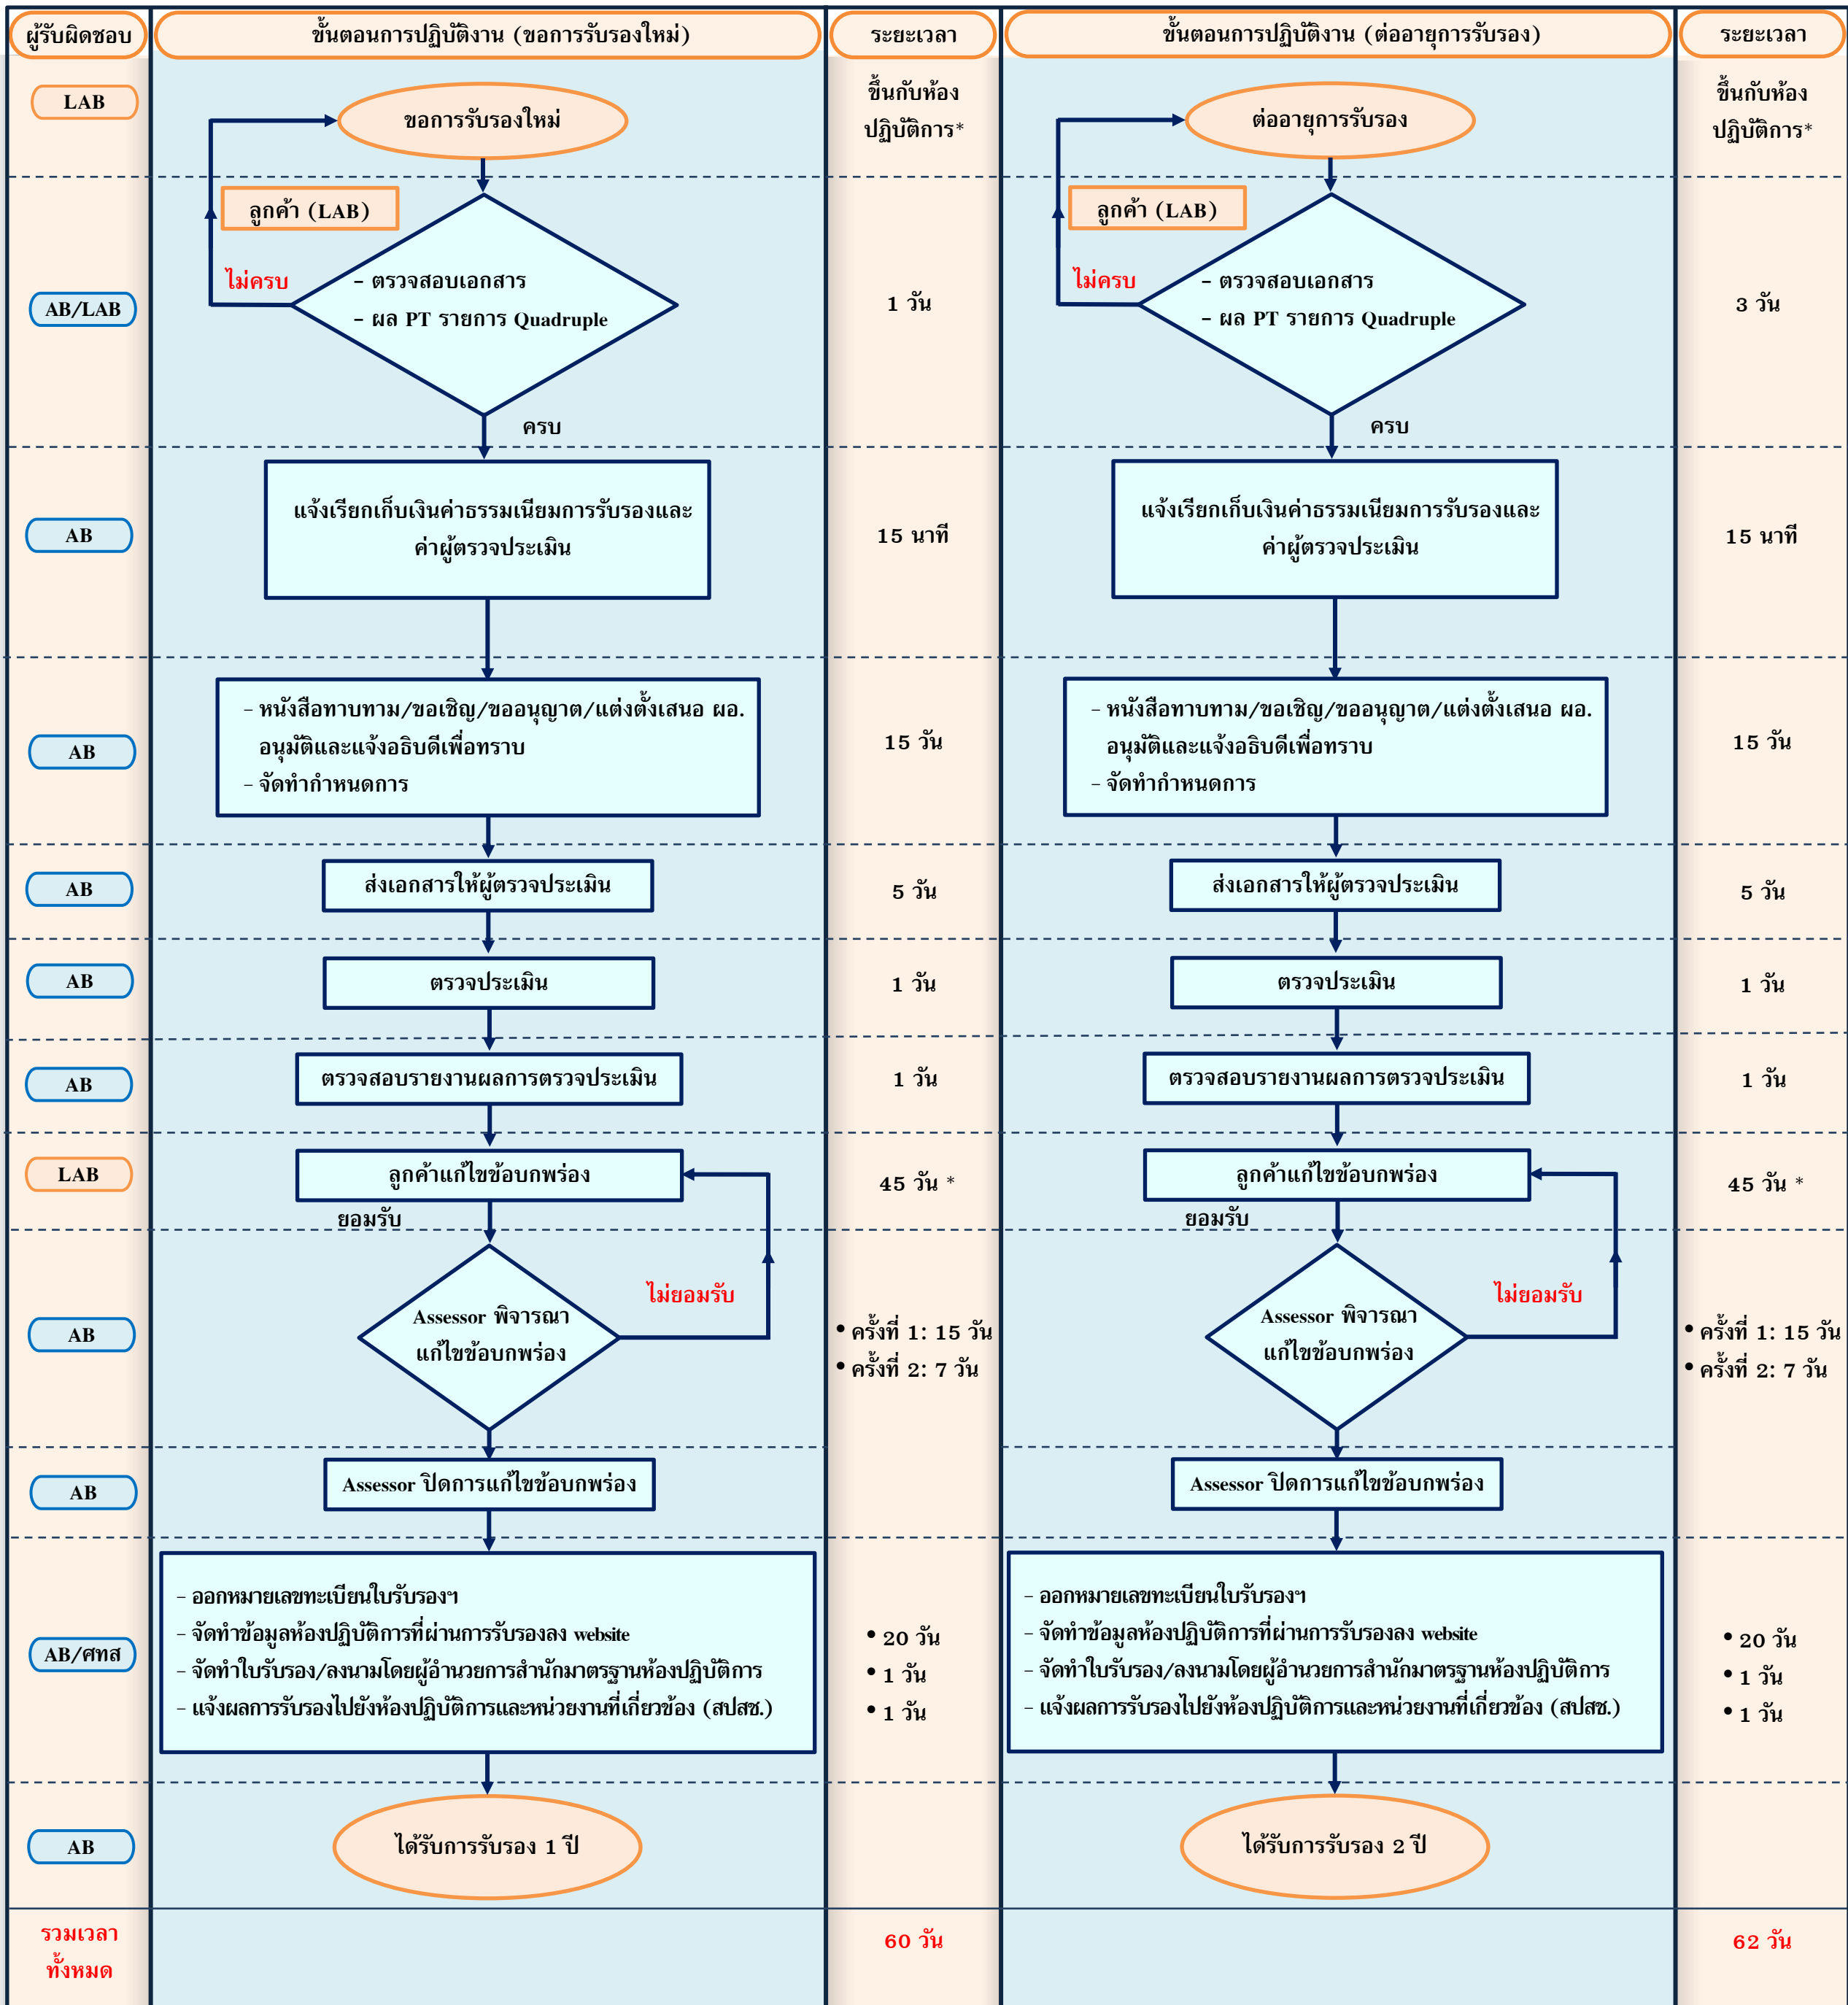 ผู้รับผิดชอบ
ขั้นตอนการปฏิบัติงาน (ขอการรับรองใหม่)
ระยะเวลา
ขั้นตอนการปฏิบัติงาน (ต่ออายุการรับรอง)
ระยะเวลา
LAB
ขอการรับรองใหม่
ขึ้นกับห้อง
ปฏิบัติการ*
ต่ออายุการรับรอง
ขึ้นกับห้อง
ปฏิบัติการ*
AB/LAB
ลูกค้า (LAB)
ไม่ครบ
- ตรวจสอบเอกสาร
- ผล PT รายการ Quadruple
ครบ
1 วัน
ลูกค้า (LAB)
ไม่ครบ
- ตรวจสอบเอกสาร
- ผล PT รายการ Quadruple
ครบ
3 วัน
AB
แจ้งเรียกเก็บเงินค่าธรรมเนียมการรับรองและ
ค่าผู้ตรวจประเมิน
15 นาที
แจ้งเรียกเก็บเงินค่าธรรมเนียมการรับรองและ
ค่าผู้ตรวจประเมิน
15 นาที
AB
- หนังสือทาบทาม/ขอเชิญ/ขออนุญาต/แต่งตั้งเสนอ ผอ.
อนุมัติและแจ้งอธิบดีเพื่อทราบ
- จัดทำกำหนดการ
15 วัน
- หนังสือทาบทาม/ขอเชิญ/ขออนุญาต/แต่งตั้งเสนอ ผอ.
อนุมัติและแจ้งอธิบดีเพื่อทราบ
- จัดทำกำหนดการ
15 วัน
AB
ส่งเอกสารให้ผู้ตรวจประเมิน
5 วัน
ส่งเอกสารให้ผู้ตรวจประเมิน
5 วัน
AB
ตรวจประเมิน
1 วัน
ตรวจประเมิน
1 วัน
AB
ตรวจสอบรายงานผลการตรวจประเมิน
1 วัน
ตรวจสอบรายงานผลการตรวจประเมิน
1 วัน
LAB
ลูกค้าแก้ไขข้อบกพร่อง
ยอมรับ
45 วัน *
ลูกค้าแก้ไขข้อบกพร่อง
ยอมรับ
45 วัน *
AB
ไม่ยอมรับ
Assessor พิจารณา
แก้ไขข้อบกพร่อง
• ครั้งที่ 1: 15 วัน
• ครั้งที่ 2: 7 วัน
ไม่ยอมรับ
Assessor พิจารณา
แก้ไขข้อบกพร่อง
• ครั้งที่ 1: 15 วัน
• ครั้งที่ 2: 7 วัน
AB
Assessor ปิดการแก้ไขข้อบกพร่อง
Assessor ปิดการแก้ไขข้อบกพร่อง
AB/ศทส
- ออกหมายเลขทะเบียนใบรับรองฯ
- จัดทำข้อมูลห้องปฏิบัติการที่ผ่านการรับรองลง website
- จัดทำใบรับรอง/ลงนามโดยผู้อำนวยการสำนักมาตรฐานห้องปฏิบัติการ
- แจ้งผลการรับรองไปยังห้องปฏิบัติการและหน่วยงานที่เกี่ยวข้อง (สปสช.)
• 20 วัน
• 1 วัน
• 1 วัน
- ออกหมายเลขทะเบียนใบรับรองฯ
- จัดทำข้อมูลห้องปฏิบัติการที่ผ่านการรับรองลง website
- จัดทำใบรับรอง/ลงนามโดยผู้อำนวยการสำนักมาตรฐานห้องปฏิบัติการ
- แจ้งผลการรับรองไปยังห้องปฏิบัติการและหน่วยงานที่เกี่ยวข้อง (สปสช.)
• 20 วัน
• 1 วัน
• 1 วัน
AB
ได้รับการรับรอง 1 ปี
ได้รับการรับรอง 2 ปี
รวมเวลา
ทั้งหมด
60 วัน
62 วัน